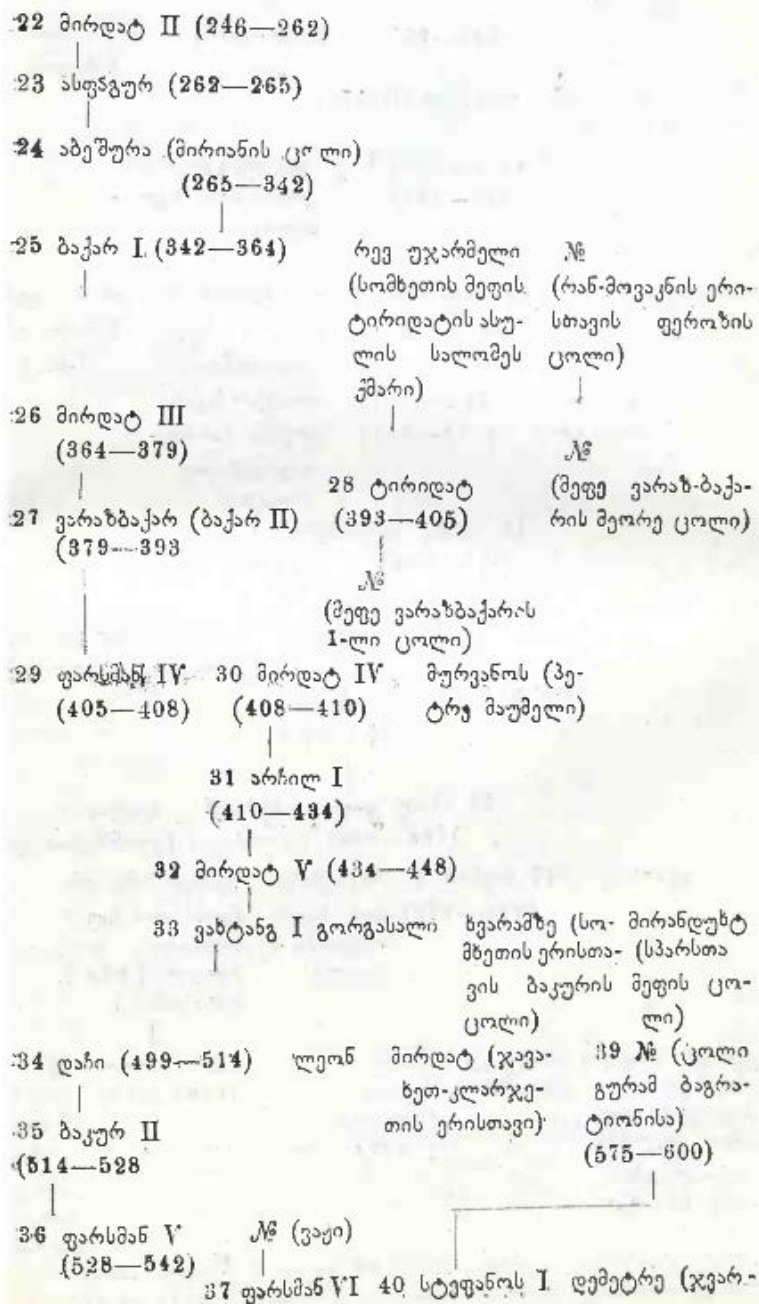 22 მირდატ II (246—262)
23 ასფაგურ (262—265)
24 აბეშურა (მირიანის ცოლი)
(265—342)
25 ბაქარ I (342—364) რევ უჯარმელი №
(სომხეთის მეფის (რან-მოვაკნის ერი-
ტირიდატის ასუ- სთავის ფეროზის
ლის სალომეს ცოლი)
ქმარი)
26 მირდატ III
(364—379) №
28 ტირიდატ (მეფე ვარაზ-ბაქა-
27 ვარაზბაქარ (ბაქარ II) (393—405) რის მეორე ცოლი)
(379—393
№
(მეფე ვარაზბაქარის
1-ლი ცოლი)
29 ფარსმან IV 30 მირდატ IV მურვანოს (პე-
(405—408) (408—410) ტრე მაუმელი)
31 არჩილ I
(410—434)
32 მირდატ V (434—448)
33 ვახტანგ I გორგასალი ხვარამზე (სო- მირანდუხტ
მხეთის ერისთა- (სპარსთა
ვის ბაკურის მეფის ცო-
ცოლი) ლი)
34 დაჩი (499—514) ლეონ მირდატ (ჯავა- 39 № (ცოლი
ხეთ-კლარჯე- გურამ ბაგრა-
თის ერისთავი) ტიონისა)
35 ბაკურ II (575—600)
(514—528
36 ფარსმან V № (ვაჟი)
(528—542)
37 ფარსმან VI 40 სტეფანოს I დემეტრე (ჯვარ-